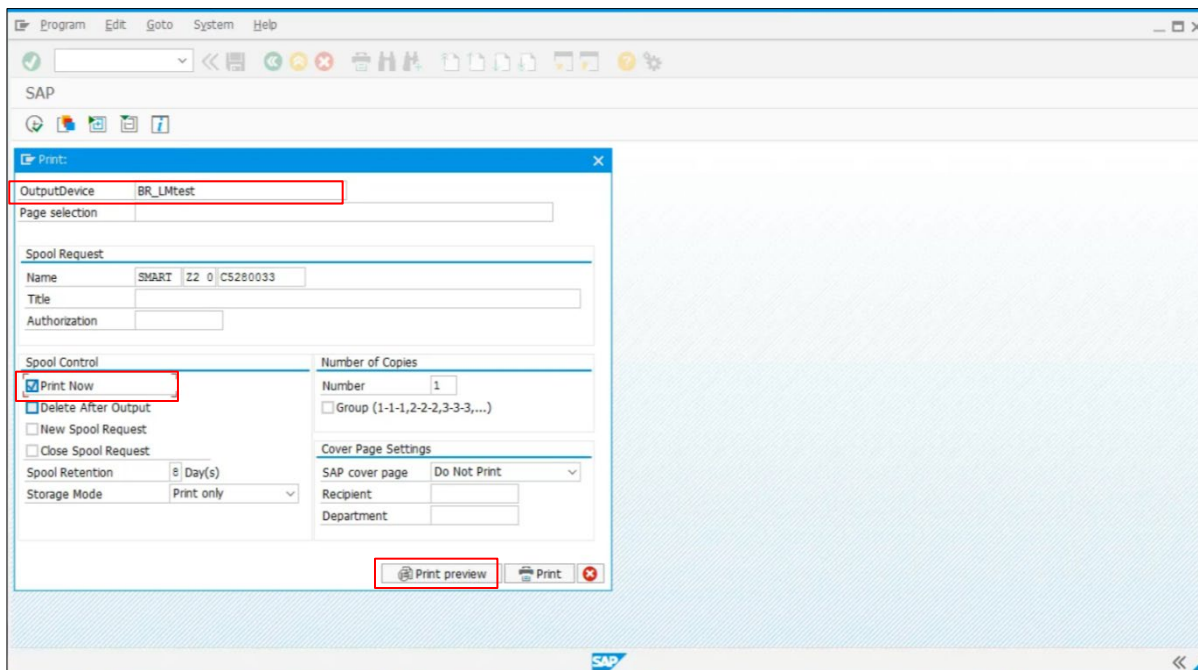 Program Edit Goto System Help
SAP
Print:
OutputDevice BR_LMtest
Page selection
Spool Request
Name SMART Z2 0 C5280033
Title
Authorization
Spool Control
Print Now
Delete After Output
New Spool Request
Close Spool Request
Spool Retention 8 Day(s)
Storage Mode Print only
Number of Copies
Number 1
Group (1-1-1,2-2-2,3-3-3,...)
Cover Page Settings
SAP cover page Do Not Print
Recipient
Department
Print preview Print
SAP